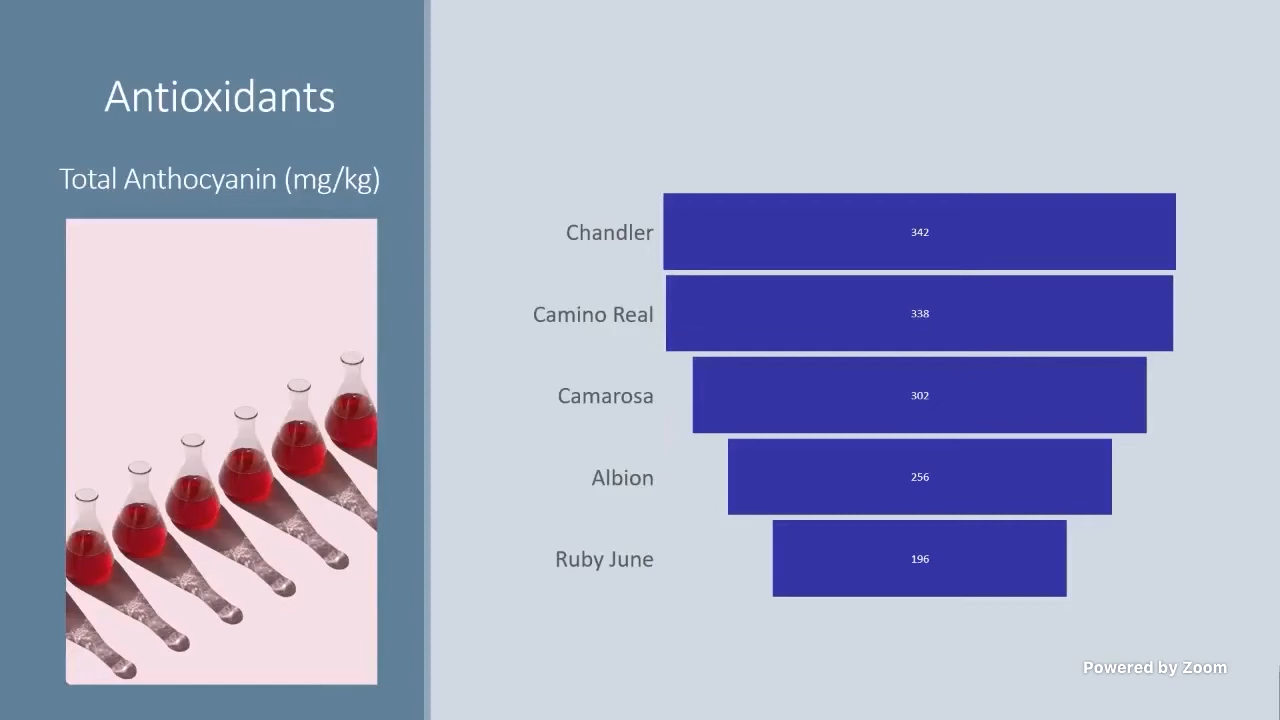 Antioxidants
Total Anthocyanin (mg/kg)
Chandler 342
Camino Real 338
Camarosa 302
Albion 256
Ruby June 196
Powered by Zoom